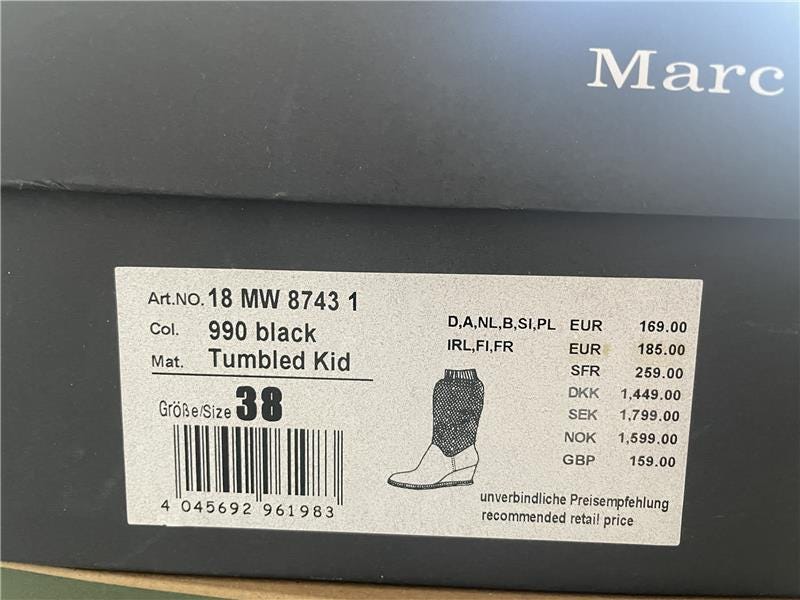 Marc
Art.NO. 18 MW 8743 1
Col. 990 black
Mat. Tumbled Kid
Größe/Size 38
4 045692 961983
D,A,NL,B,SI,PL EUR 169.00
IRL,FI,FR EUR 185.00
SFR 259.00
DKK 1,449.00
SEK 1,799.00
NOK 1,599.00
GBP 159.00
unverbindliche Preisempfehlung
recommended retail price